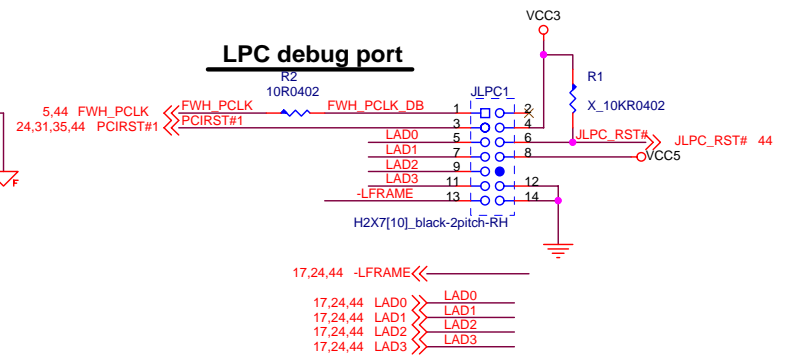 VCC3
LPC debug port
R2
10R0402
JLPC1
R1
X_10KR0402
5,44 FWH_PCLK FWH_PCLK FWH_PCLK_DB 1 2
24,31,35,44 PCIRST#1 PCIRST#1 3 4
LAD0 5 6 JLPC_RST# JLPC_RST# 44
LAD1 7 8 VCC5
LAD2 9
LAD3 11 12
-LFRAME 13 14
H2X7[10]_black-2pitch-RH
F
17,24,44 -LFRAME
17,24,44 LAD0 LAD0
17,24,44 LAD1 LAD1
17,24,44 LAD2 LAD2
17,24,44 LAD3 LAD3